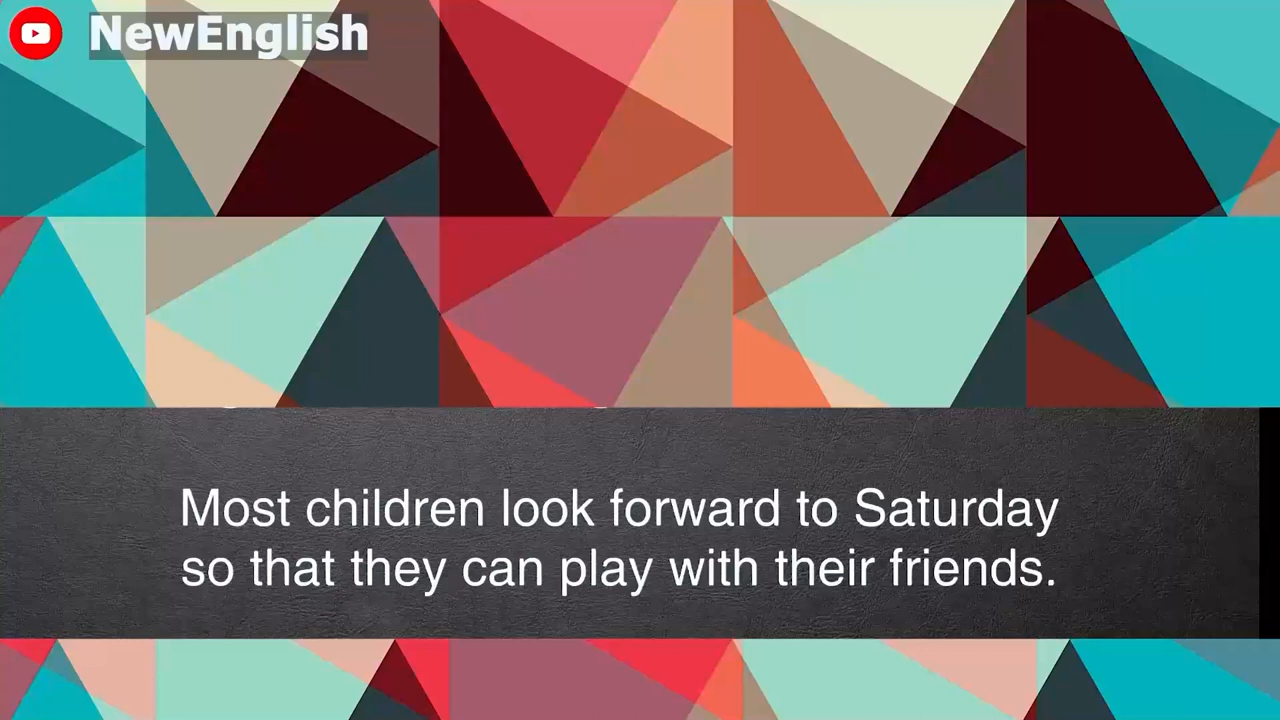 NewEnglish
Most children look forward to Saturday
so that they can play with their friends.